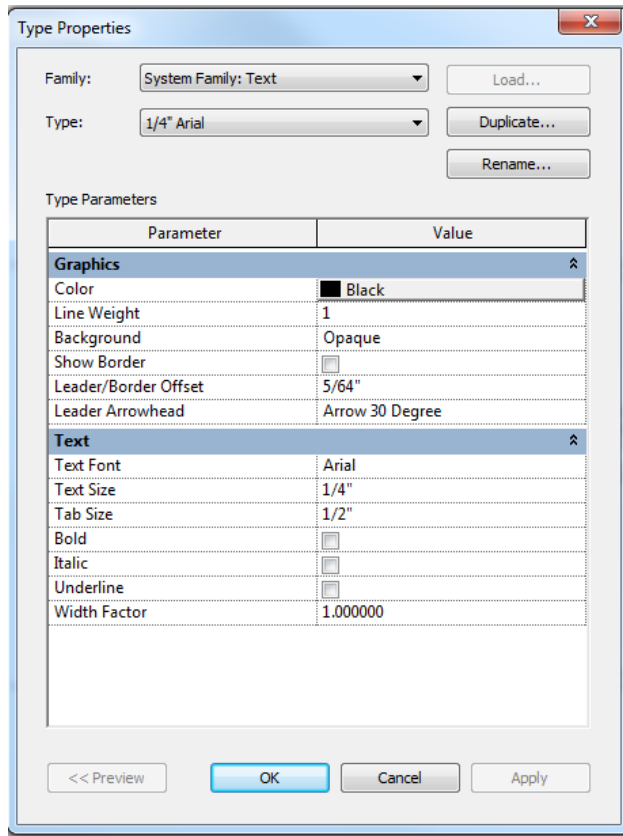 Type Properties
Family: System Family: Text Load...
Type: 1/4" Arial Duplicate...
Rename...
Type Parameters
Parameter Value
Graphics
Color Black
Line Weight 1
Background Opaque
Show Border
Leader/Border Offset 5/64"
Leader Arrowhead Arrow 30 Degree
Text
Text Font Arial
Text Size 1/4"
Tab Size 1/2"
Bold
Italic
Underline
Width Factor 1.000000
<< Preview OK Cancel Apply